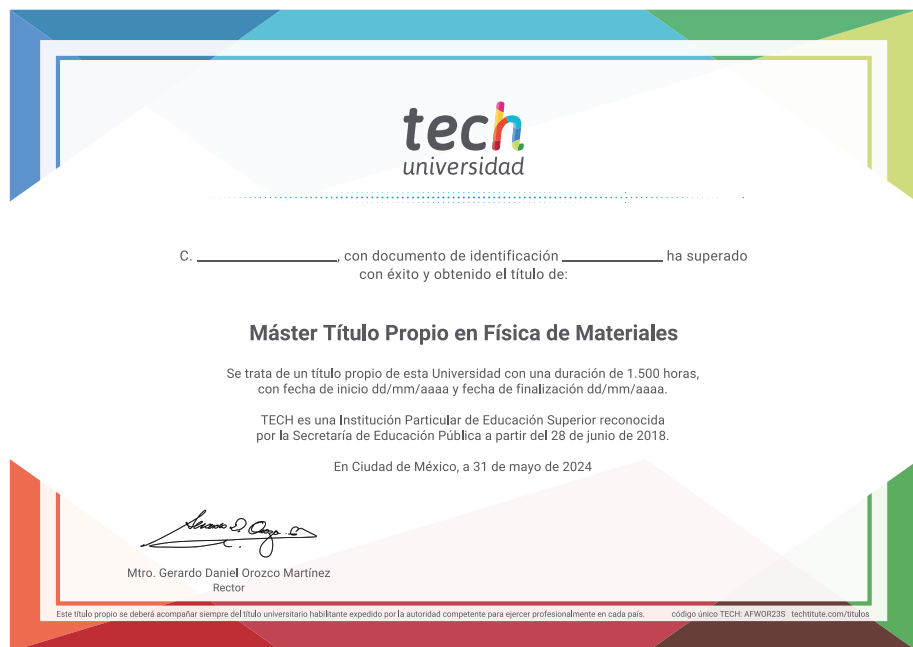 tech
universidad
C. ____________, con documento de identificación ____________ ha superado
con éxito y obtenido el título de:
Máster Título Propio en Física de Materiales
Se trata de un título propio de esta Universidad con una duración de 1.500 horas,
con fecha de inicio dd/mm/aaaa y fecha de finalización dd/mm/aaaa.
TECH es una Institución Particular de Educación Superior reconocida
por la Secretaría de Educación Pública a partir del 28 de junio de 2018.
En Ciudad de México, a 31 de mayo de 2024
Mtro. Gerardo Daniel Orozco Martínez
Rector
Este título propio se deberá acompañar siempre del título universitario habilitante expedido por la autoridad competente para ejercer profesionalmente en cada país. código único TECH: AFWOR23S techtitute.com/titulos